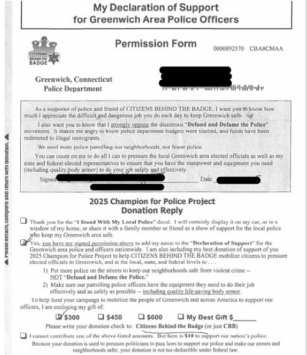 My Declaration of Support
for Greenwich Area Police Officers
CITIZENS
BEHIND THE
BADGE
Permission Form
0000892570 CBA#CMAA
Greenwich, Connecticut
Police Department
As a supporter of police and friend of CITIZENS BEHIND THE BADGE, I want you to know how
much I appreciate the difficult and dangerous job you do each day to keep Greenwich safe
I also want you to know that I strongly oppose the disastrous "Defund and Defame the Police"
movement. It makes me angry to know police department budgets were slashed, and funds have been
redirected to illegal immigrants.
We need more police patrolling our neighborhoods, not fewer police.
You can count on me to do all I can to pressure the local Greenwich area elected officials as well as my
state and federal elected representatives to ensure that you have the manpower and equipment you need
(including quality body armor) to do your job safely and effectively.
Signed
Date
2025 Champion for Police Project
Donation Reply
Thank you for the "I Stand With My Local Police" decal. I will certainly display it on my car, or in a
window of my home, or share it with a family member or friend as a show of support for the local police
who keep my Greenwich area safe.
Yes, you have my signed permission above to add my name to the "Declaration of Support" for the
Greenwich area police and officers nationwide. I am also including my best donation of support of you
2025 Champion for Police Project to help CITIZENS BEHIND THE BADGE mobilize citizens to pressure
elected officials in Greenwich, and at the local, state, and federal levels to . . .
1) Put more police on the streets to keep our neighborhoods safe from violent crime --
NOT "Defund and Defame the Police."
2) Make sure our patrolling police officers have the equipment they need to do their job
effectively and as safely as possible -- including quality life-saving body armor.
To help fund your campaign to mobilize the people of Greenwich and across America to support our
officers, I am enclosing my gift of:
$300 $450 $600 My Best Gift $
Please write your donation check to: Citizens Behind the Badge (or just CBB)
I cannot contribute one of the above-listed amounts. But here is $10 to support our nation's police.
Because your donation is used to pressure politicians to pass laws to support our police and make our streets and
neighborhoods safer, your donation is not tax-deductible under federal law.
Please detach, complete and return with donation.